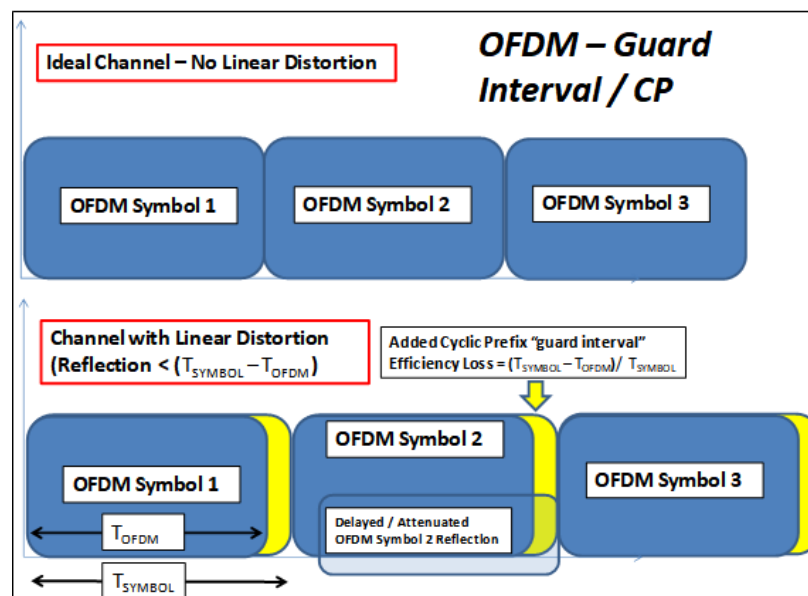 OFDM – Guard
Interval / CP
Ideal Channel – No Linear Distortion
OFDM Symbol 1
OFDM Symbol 2
OFDM Symbol 3
Channel with Linear Distortion
(Reflection < (TSYMBOL – TOFDM)
Added Cyclic Prefix “guard interval”
Efficiency Loss = (TSYMBOL – TOFDM)/ TSYMBOL
OFDM Symbol 1
OFDM Symbol 2
OFDM Symbol 3
Delayed / Attenuated
OFDM Symbol 2 Reflection
TOFDM
TSYMBOL